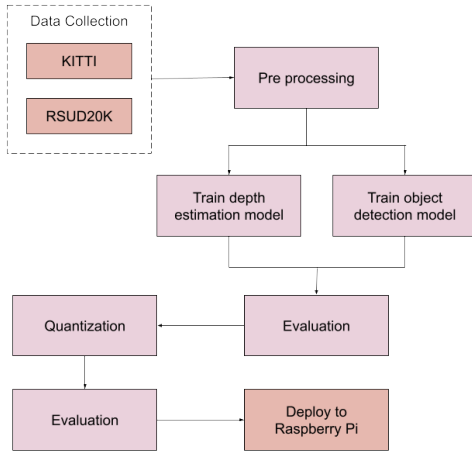 Data Collection
KITTI
RSUD20K
Pre processing
Train depth
estimation model
Train object
detection model
Quantization
Evaluation
Evaluation
Deploy to
Raspberry Pi